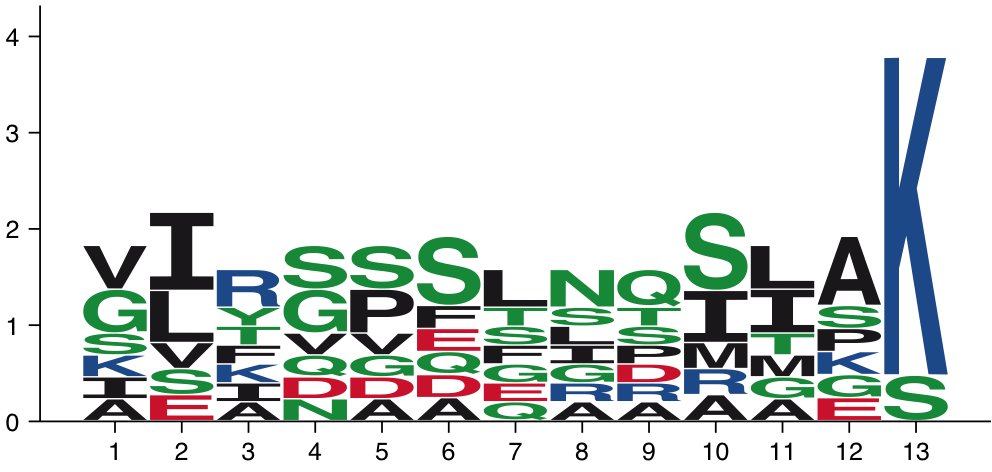 4
3
2
1
0
V G S K I A
I L V S E
R Y T F K I A
S G V Q D N
S P V G D A
S F E Q D A
L T S F G E Q
N S L I G R A
Q T S P D R A
S I M R A
L I T M G A
A S P K G E
K S
1 2 3 4 5 6 7 8 9 10 11 12 13